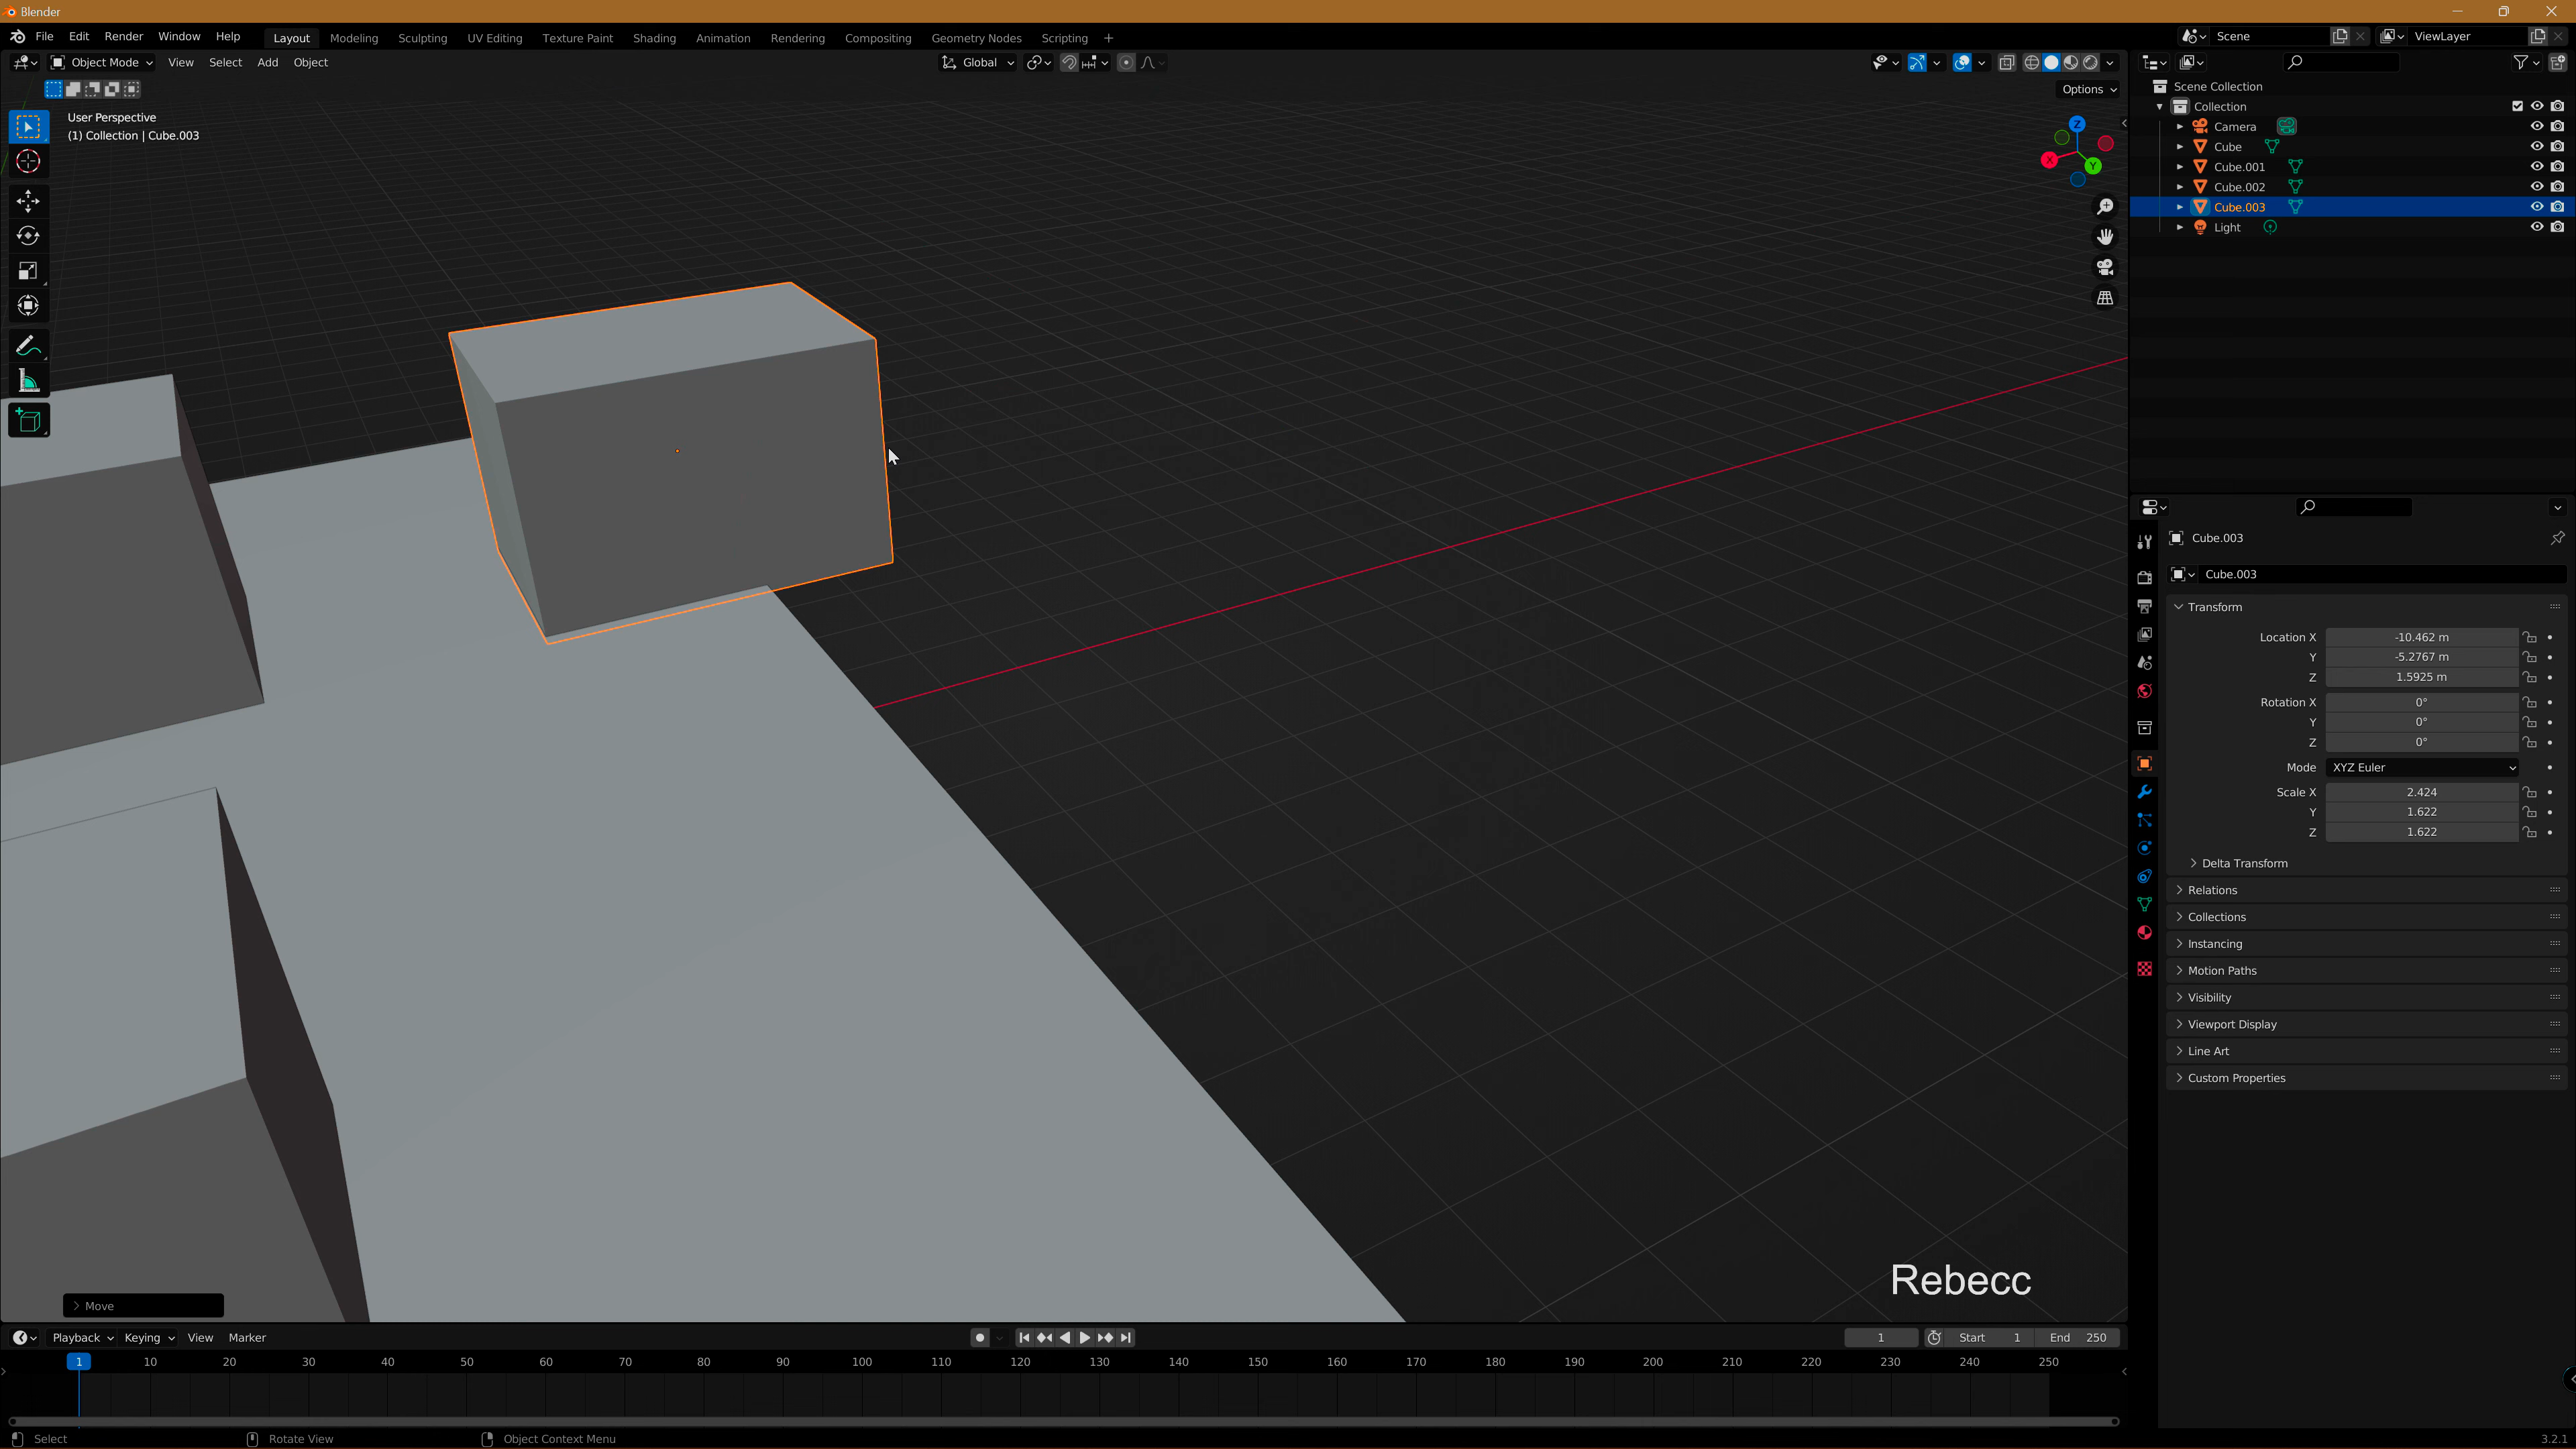 Blender
File Edit Render Window Help Layout Modeling Sculpting UV Editing Texture Paint Shading Animation Rendering Compositing Geometry Nodes Scripting + Scene ViewLayer
Object Mode View Select Add Object Global
Options
User Perspective
(1) Collection | Cube.003
Z
X
Y
Scene Collection
Collection
Camera
Cube
Cube.001
Cube.002
Cube.003
Light
Cube.003
Cube.003
Transform
Location X -10.462 m
Y -5.2767 m
Z 1.5925 m
Rotation X 0°
Y 0°
Z 0°
Mode XYZ Euler
Scale X 2.424
Y 1.622
Z 1.622
Delta Transform
Relations
Collections
Instancing
Motion Paths
Visibility
Viewport Display
Line Art
Custom Properties
Rebecc
Move
Playback Keying View Marker 1 Start 1 End 250
1 10 20 30 40 50 60 70 80 90 100 110 120 130 140 150 160 170 180 190 200 210 220 230 240 250
Select Rotate View Object Context Menu 3.2.1